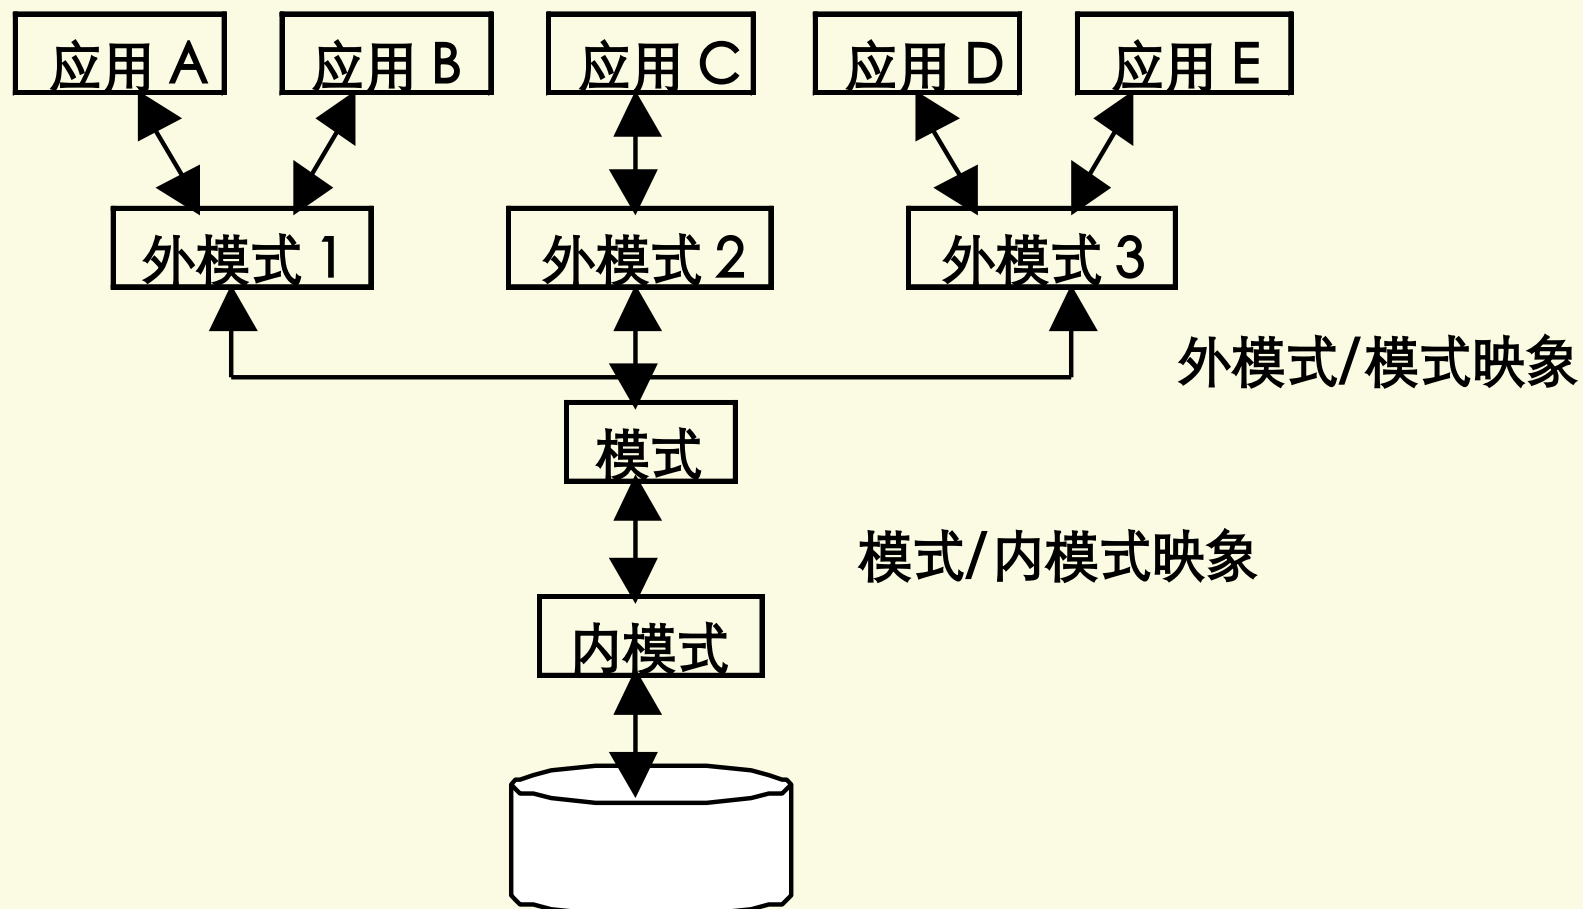 应用 A
应用 B
应用 C
应用 D
应用 E
外模式 1
外模式 2
外模式 3
外模式/模式映象
模式
模式/内模式映象
内模式